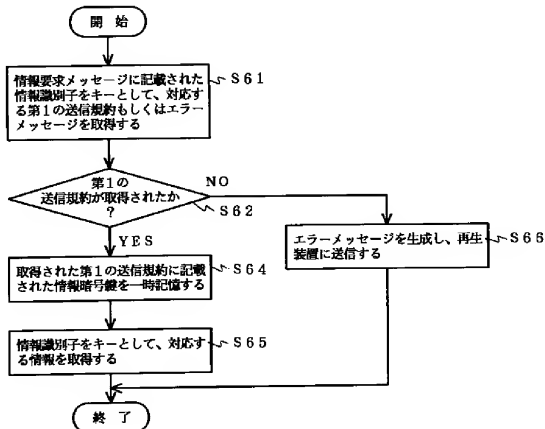 開 始
情報要求メッセージに記載された
情報識別子をキーとして、対応す
る第1の送信規約もしくはエラー
メッセージを取得する
S61
第1の
送信規約が取得されたか
?
S62
NO
YES
取得された第1の送信規約に記載
された情報暗号鍵を一時記憶する
S64
エラーメッセージを生成し、再生
装置に送信する
S66
情報識別子をキーとして、対応す
る情報を取得する
S65
終 了